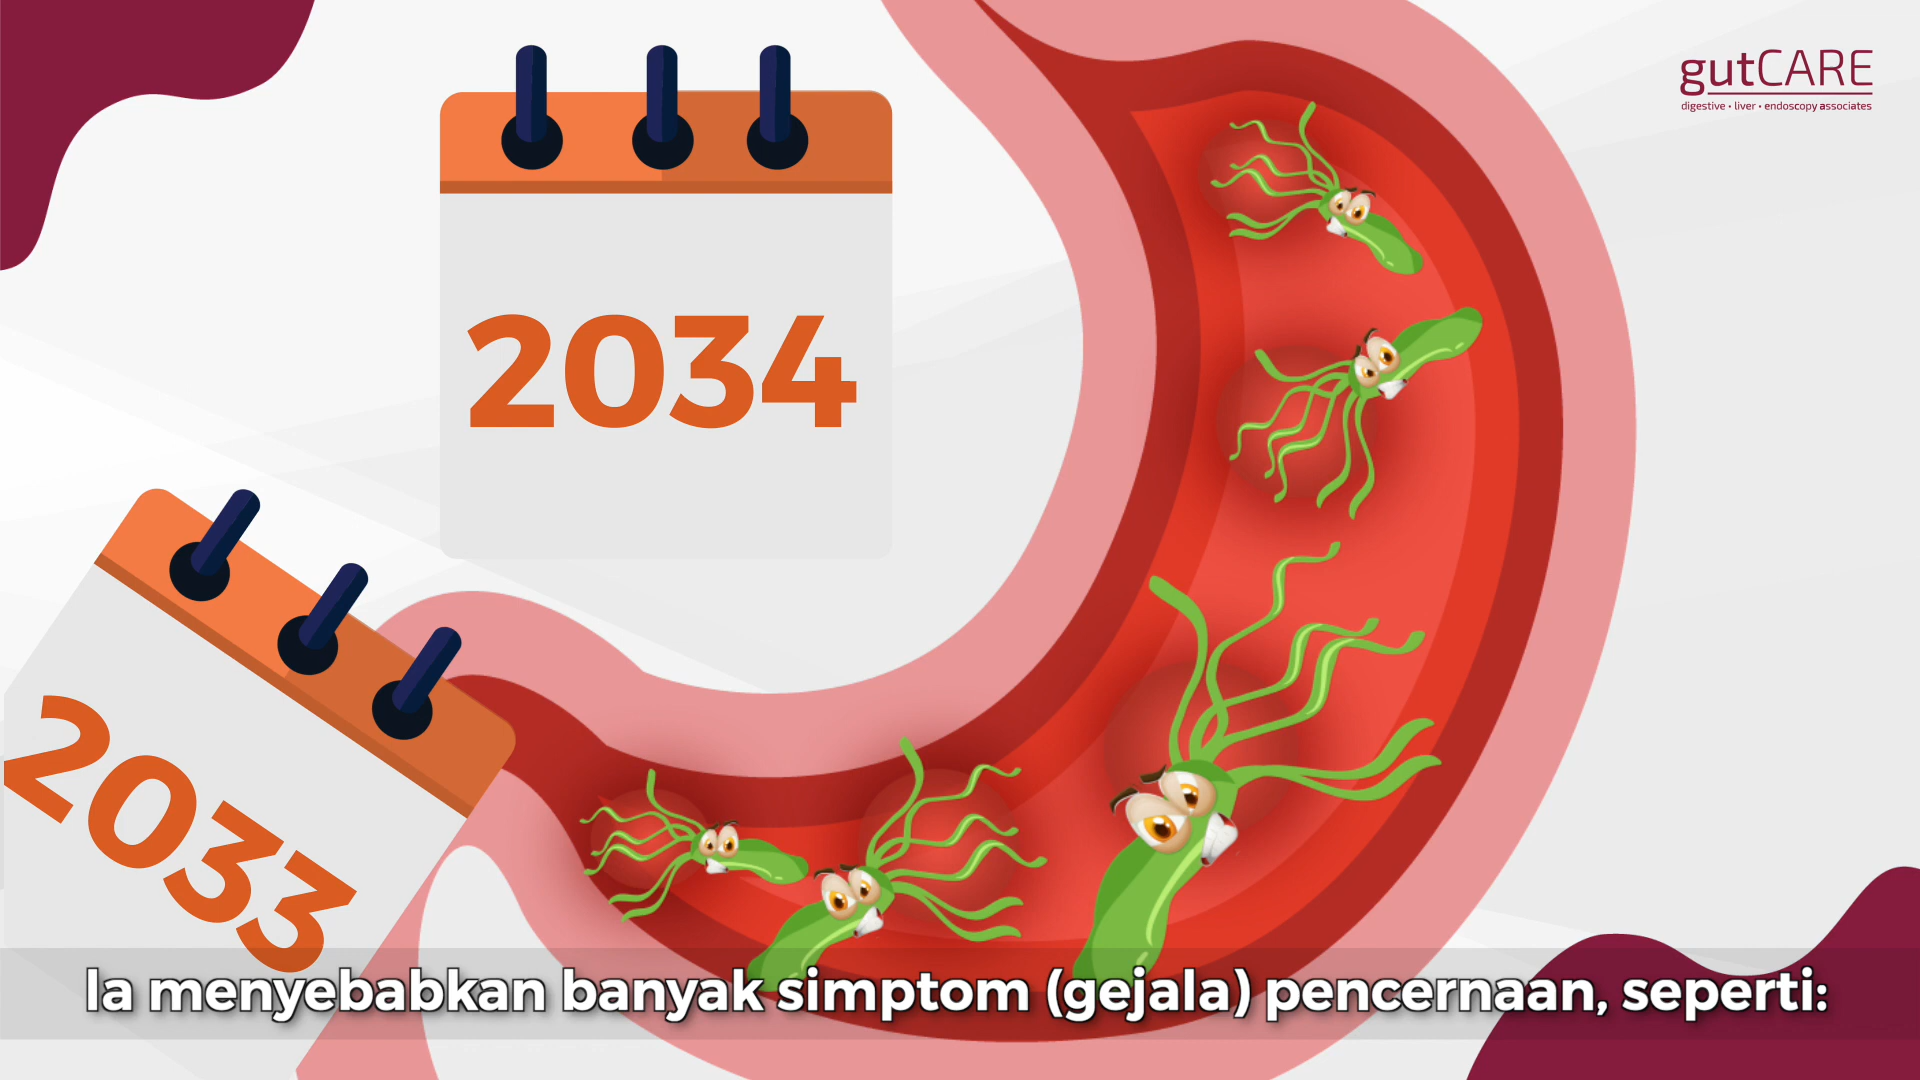 gutCARE
digestive • liver • endoscopy associates
2034
2033
Ia menyebabkan banyak simptom (gejala) pencernaan, seperti: